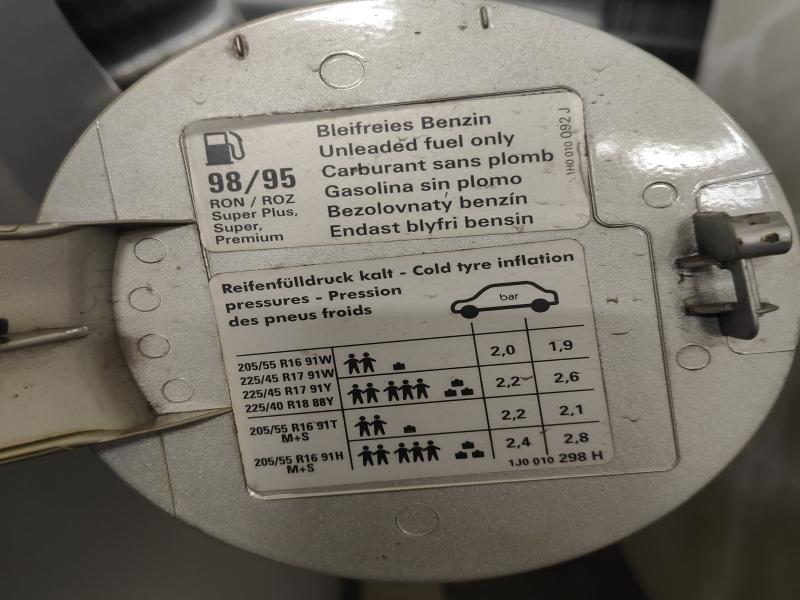 Bleifreies Benzin
Unleaded fuel only
Carburant sans plomb
Gasolina sin plomo
Bezolovnatý benzín
Endast blyfri bensin
98/95
RON / ROZ
Super Plus,
Super,
Premium
1H0 010 092 J
Reifenfülldruck kalt - Cold tyre inflation
pressures - Pression
des pneus froids
bar
205/55 R16 91W
225/45 R17 91W
225/45 R17 91Y
225/40 R18 88Y
2,0 1,9
2,2 2,6
205/55 R16 91T
M+S
205/55 R16 91H
M+S
2,2 2,1
2,4 2,8
1J0 010 298 H